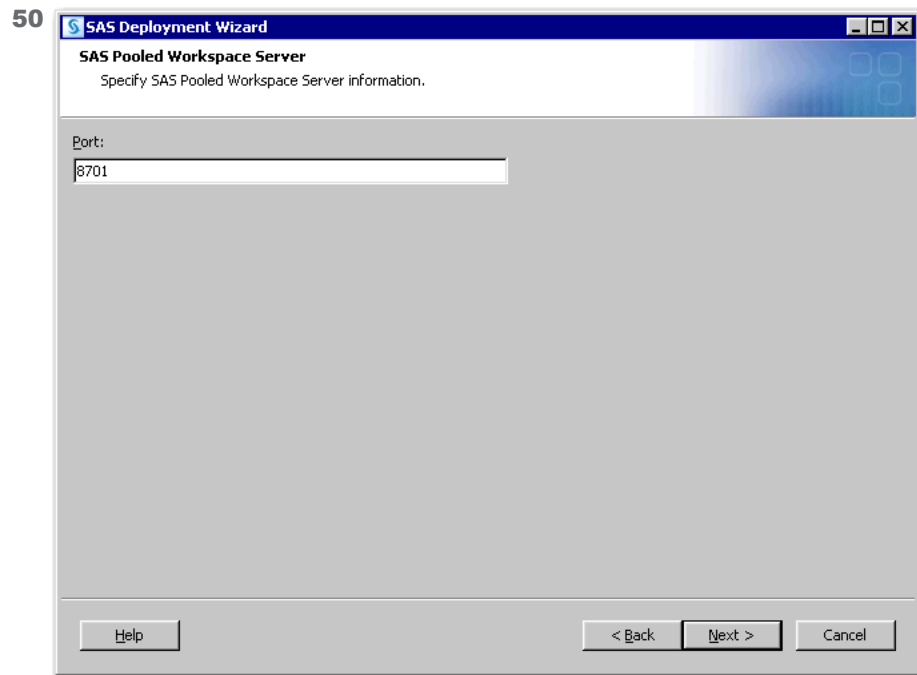 50
SAS Deployment Wizard
SAS Pooled Workspace Server
Specify SAS Pooled Workspace Server information.
Port:
8701
Help
< Back
Next >
Cancel